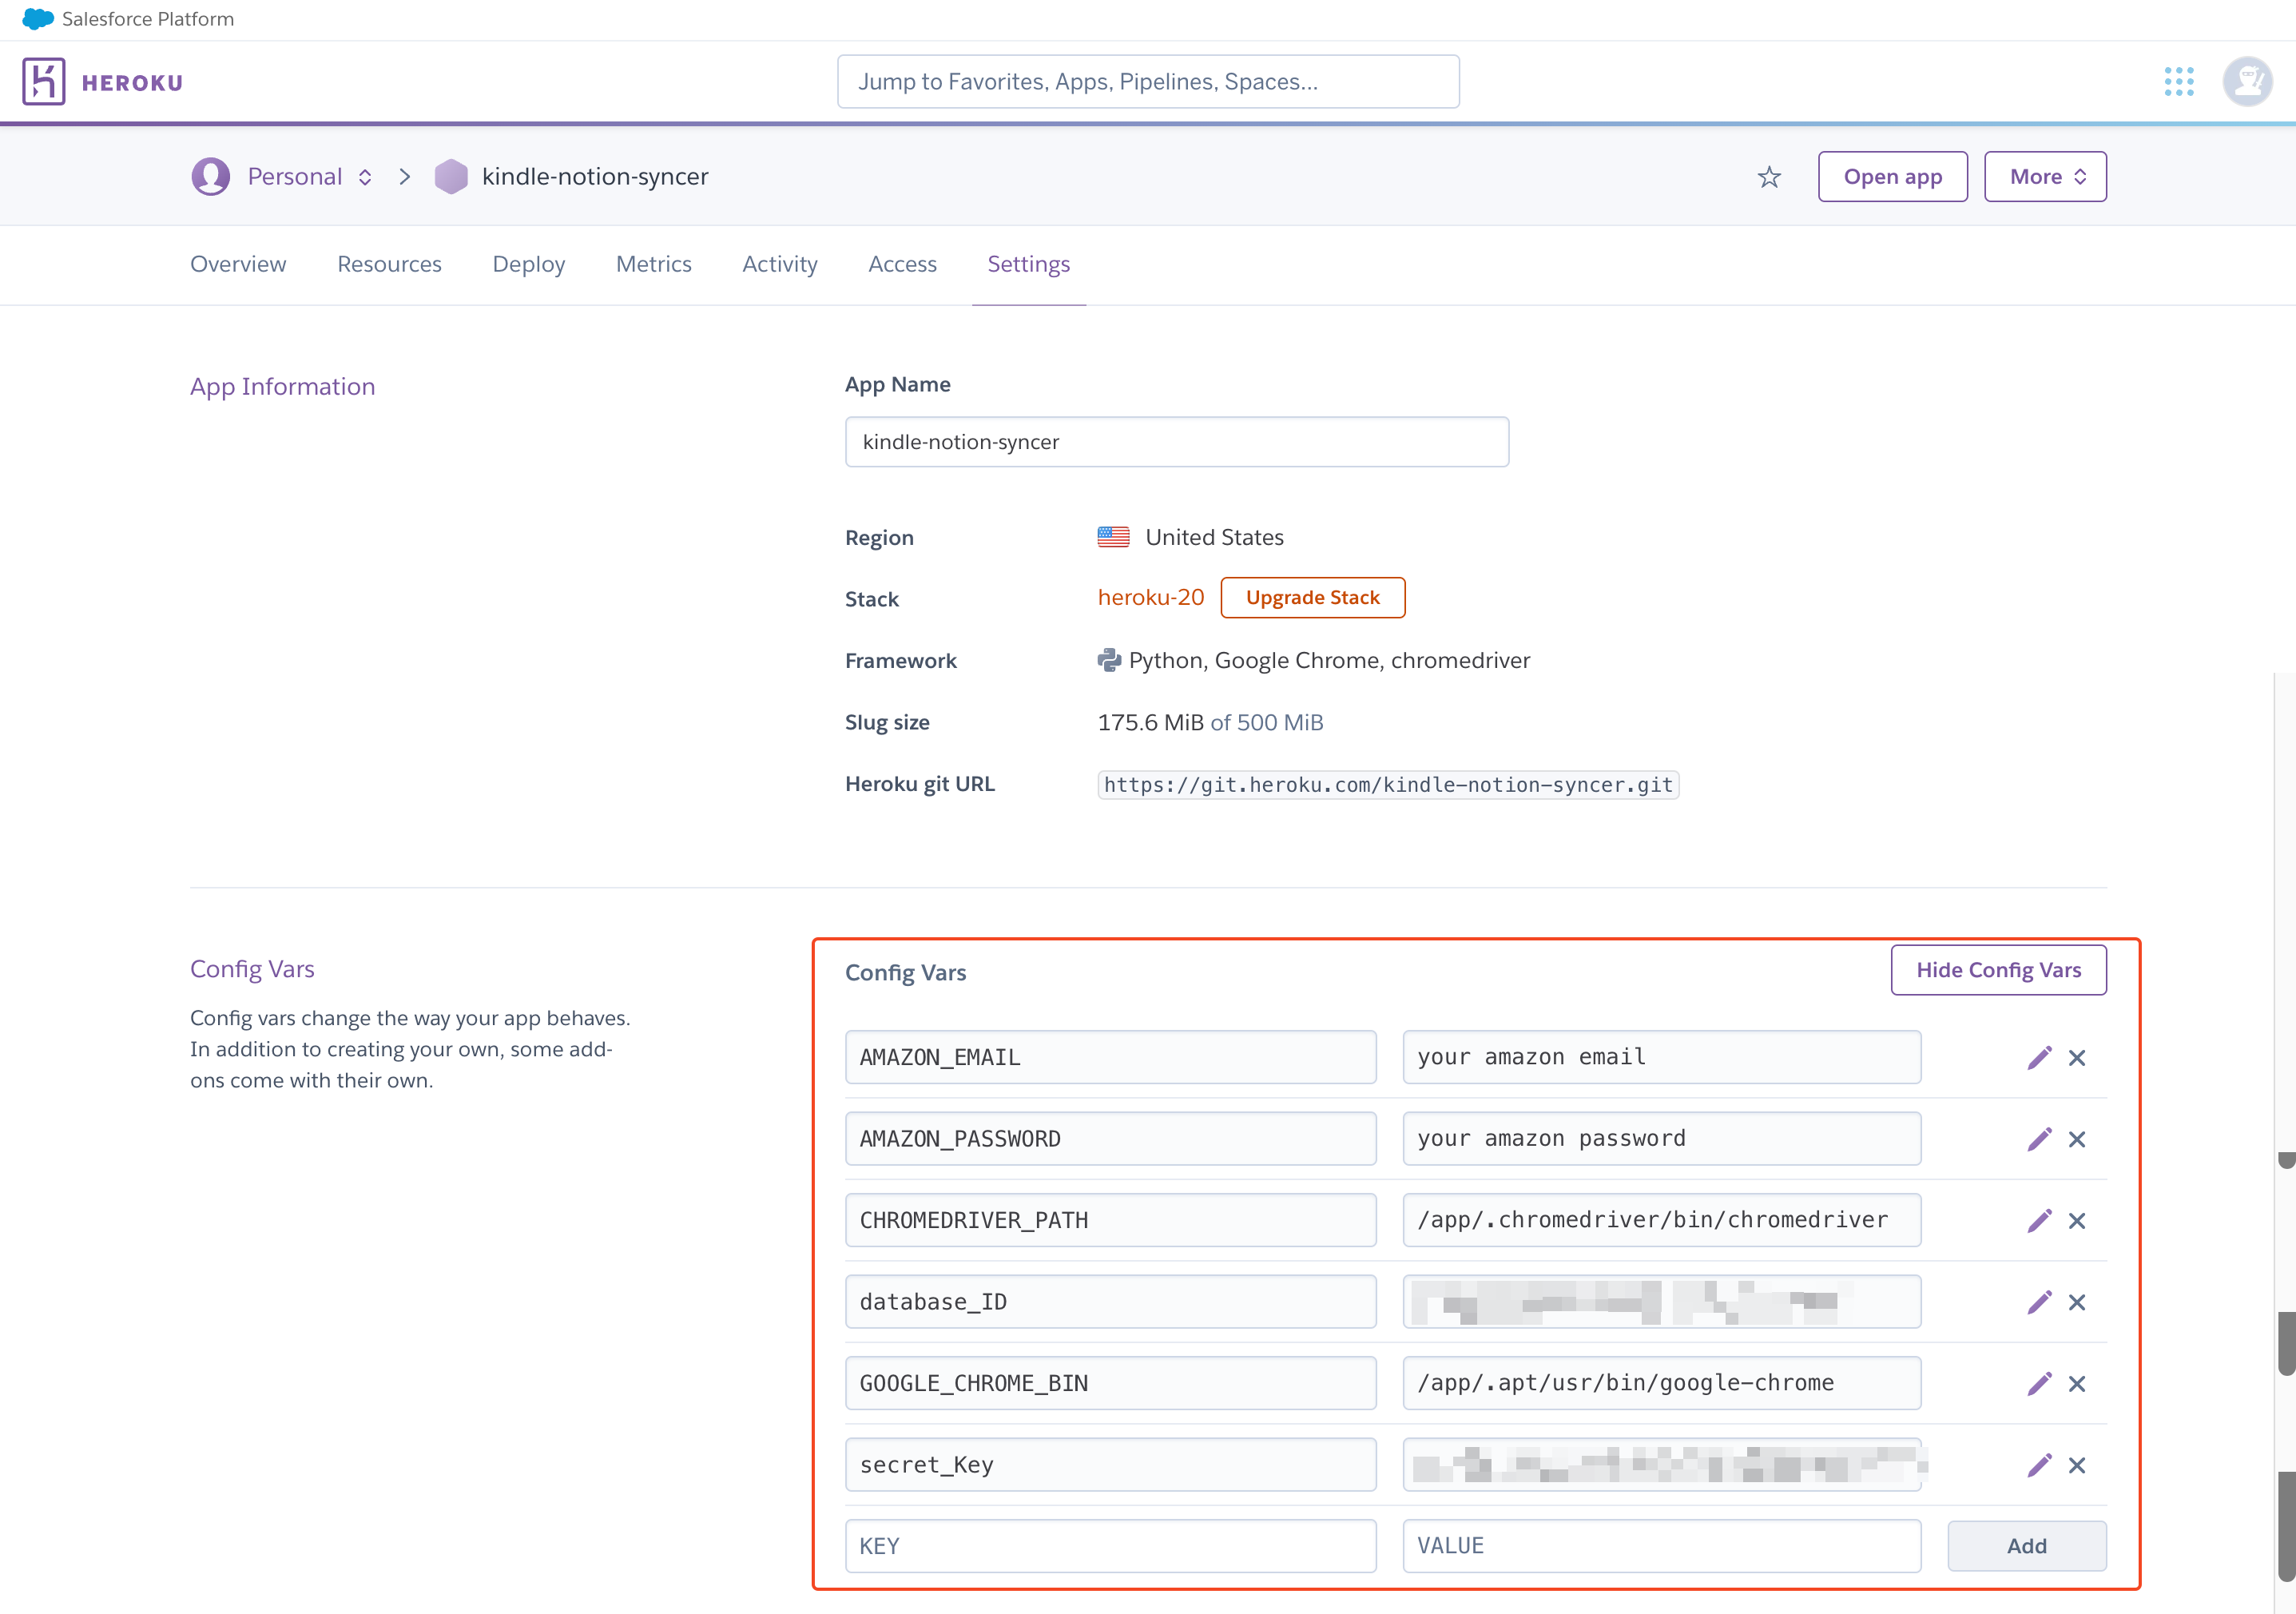 Salesforce Platform
HEROKU
Jump to Favorites, Apps, Pipelines, Spaces...
Personal
kindle-notion-syncer
Open app
More
Overview
Resources
Deploy
Metrics
Activity
Access
Settings
App Information
App Name
kindle-notion-syncer
Region
United States
Stack
heroku-20
Upgrade Stack
Framework
Python, Google Chrome, chromedriver
Slug size
175.6 MiB of 500 MiB
Heroku git URL
https://git.heroku.com/kindle-notion-syncer.git
Config Vars
Config vars change the way your app behaves.
In addition to creating your own, some add-
ons come with their own.
Config Vars
Hide Config Vars
AMAZON_EMAIL
your amazon email
AMAZON_PASSWORD
your amazon password
CHROMEDRIVER_PATH
/app/.chromedriver/bin/chromedriver
database_ID
GOOGLE_CHROME_BIN
/app/.apt/usr/bin/google-chrome
secret_Key
KEY
VALUE
Add